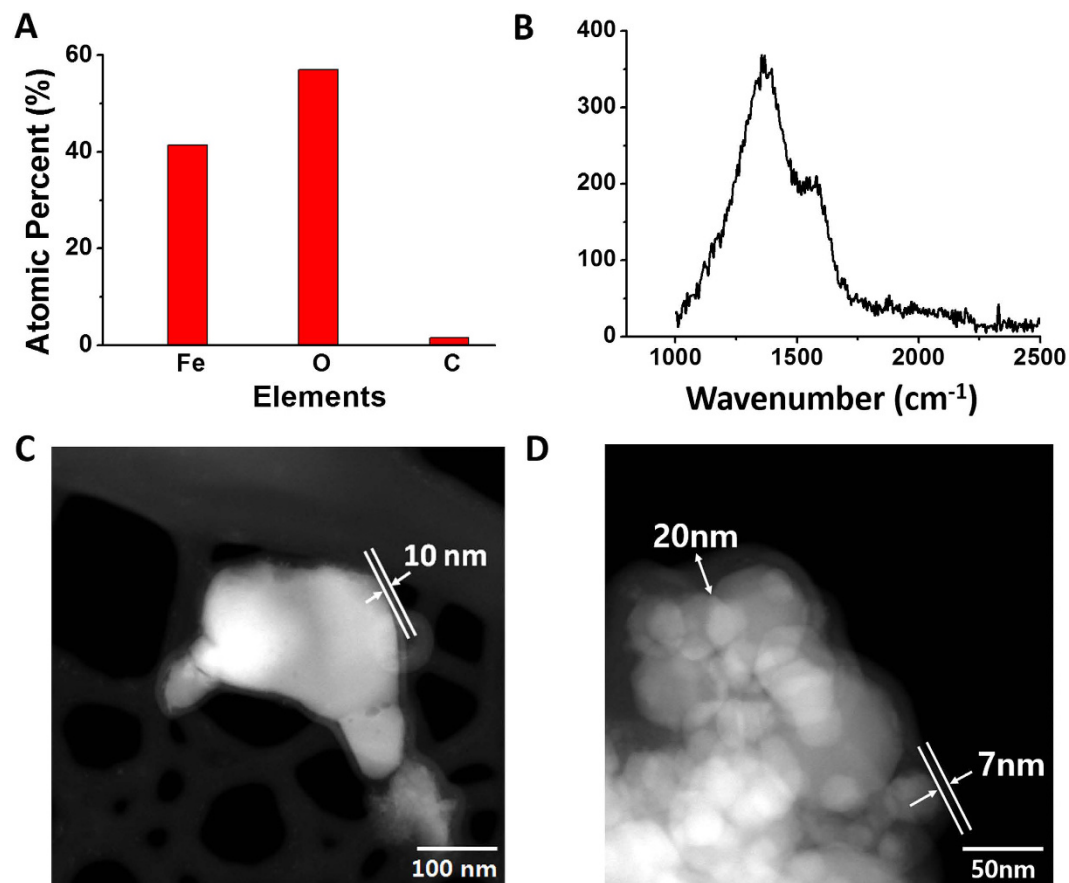 A
Atomic Percent (%)
60
40
20
0
Fe O C
Elements
B
400
300
200
100
0
1000 1500 2000 2500
Wavenumber (cm-1)
C
10 nm
100 nm
D
20nm
7nm
50nm